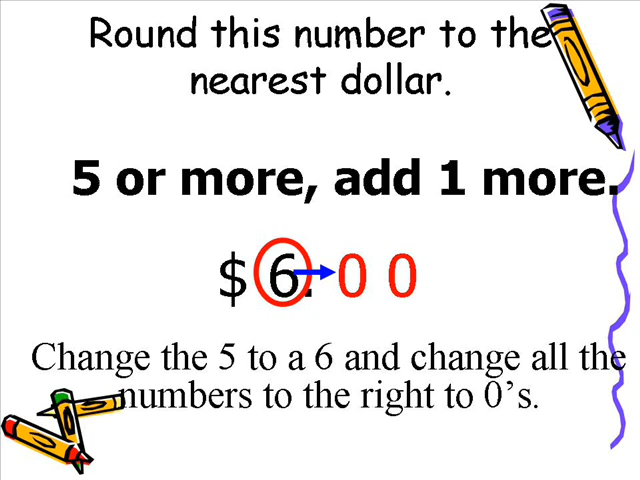 Round this number to the
nearest dollar.
5 or more, add 1 more.
$ 6. 0 0
Change the 5 to a 6 and change all the
numbers to the right to 0’s.